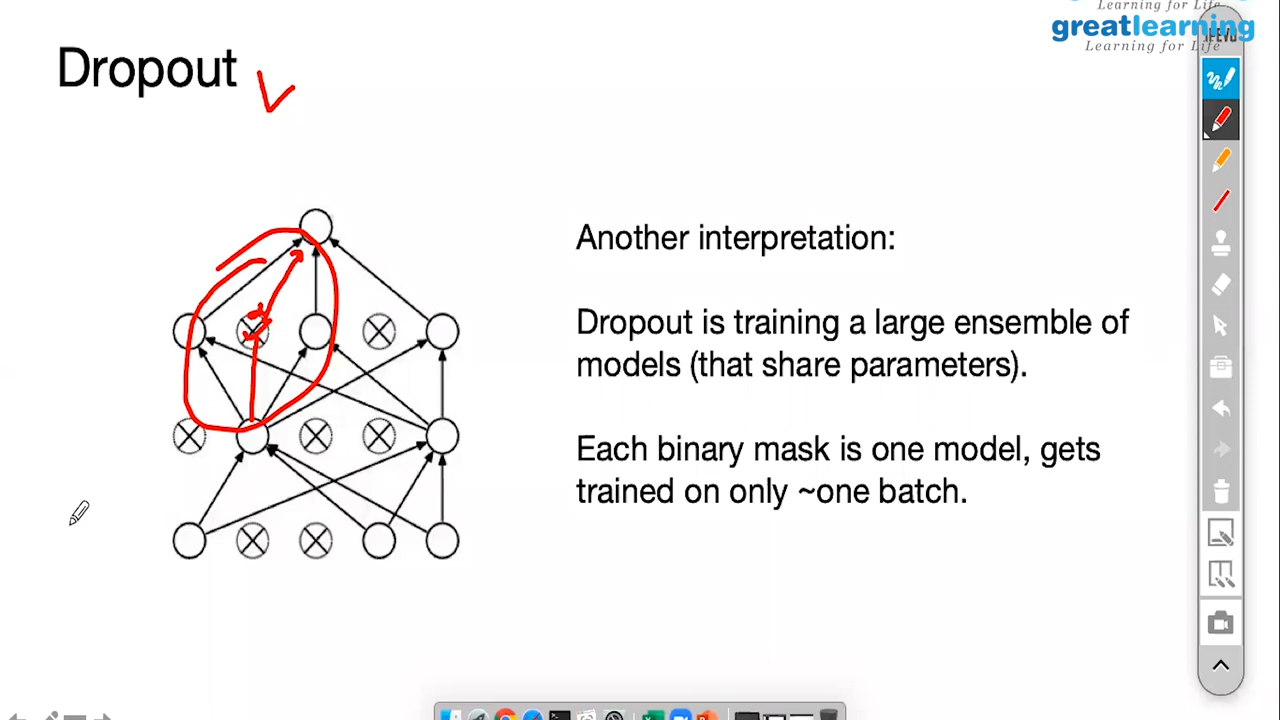 Learning for Life
greatlearning
Learning for Life
Dropout
Another interpretation:
Dropout is training a large ensemble of
models (that share parameters).
Each binary mask is one model, gets
trained on only ~one batch.